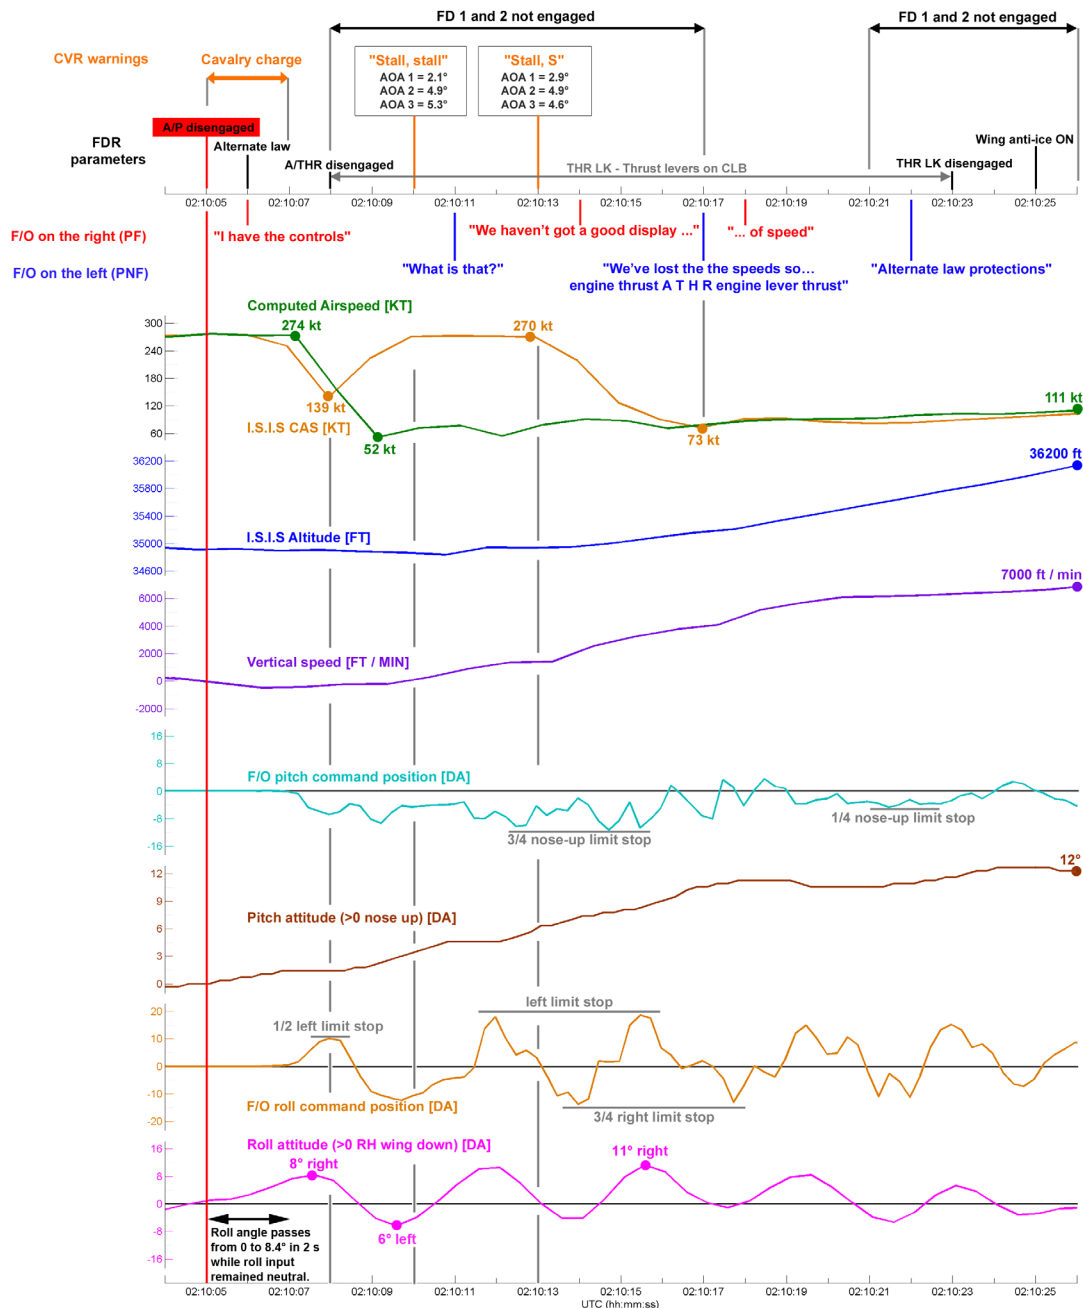 FD 1 and 2 not engaged
FD 1 and 2 not engaged
CVR warnings
Cavalry charge
"Stall, stall"
AOA 1 = 2.1°
AOA 2 = 4.9°
AOA 3 = 5.3°
"Stall, S"
AOA 1 = 2.9°
AOA 2 = 4.9°
AOA 3 = 4.6°
A/P disengaged
FDR
parameters
Alternate law
A/THR disengaged
THR LK - Thrust levers on CLB
THR LK disengaged
Wing anti-ice ON
02:10:05
02:10:07
02:10:09
02:10:11
02:10:13
02:10:15
02:10:17
02:10:19
02:10:21
02:10:23
02:10:25
F/O on the right (PF)
"I have the controls"
"We haven't got a good display ..."
"... of speed"
F/O on the left (PNF)
"What is that?"
"We've lost the the speeds so…
engine thrust A T H R engine lever thrust"
"Alternate law protections"
Computed Airspeed [KT]
300
240
180
120
60
274 kt
270 kt
139 kt
I.S.I.S CAS [KT]
52 kt
73 kt
111 kt
36200
35800
35400
35000
34600
36200 ft
I.S.I.S Altitude [FT]
7000 ft / min
6000
4000
2000
0
-2000
Vertical speed [FT / MIN]
16
8
0
-8
-16
F/O pitch command position [DA]
3/4 nose-up limit stop
1/4 nose-up limit stop
12
9
6
3
0
12°
Pitch attitude (>0 nose up) [DA]
20
10
0
-10
-20
1/2 left limit stop
left limit stop
F/O roll command position [DA]
3/4 right limit stop
Roll attitude (>0 RH wing down) [DA]
16
8
0
-8
-16
8° right
11° right
6° left
Roll angle passes
from 0 to 8.4° in 2 s
while roll input
remained neutral.
02:10:05
02:10:07
02:10:09
02:10:11
02:10:13
02:10:15
02:10:17
02:10:19
02:10:21
02:10:23
02:10:25
UTC (hh:mm:ss)